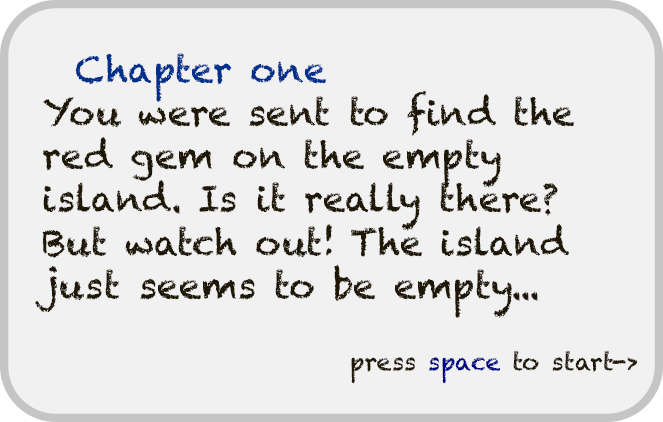 Chapter one
You were sent to find the
red gem on the empty
island. Is it really there?
But watch out! The island
just seems to be empty...
press space to start->